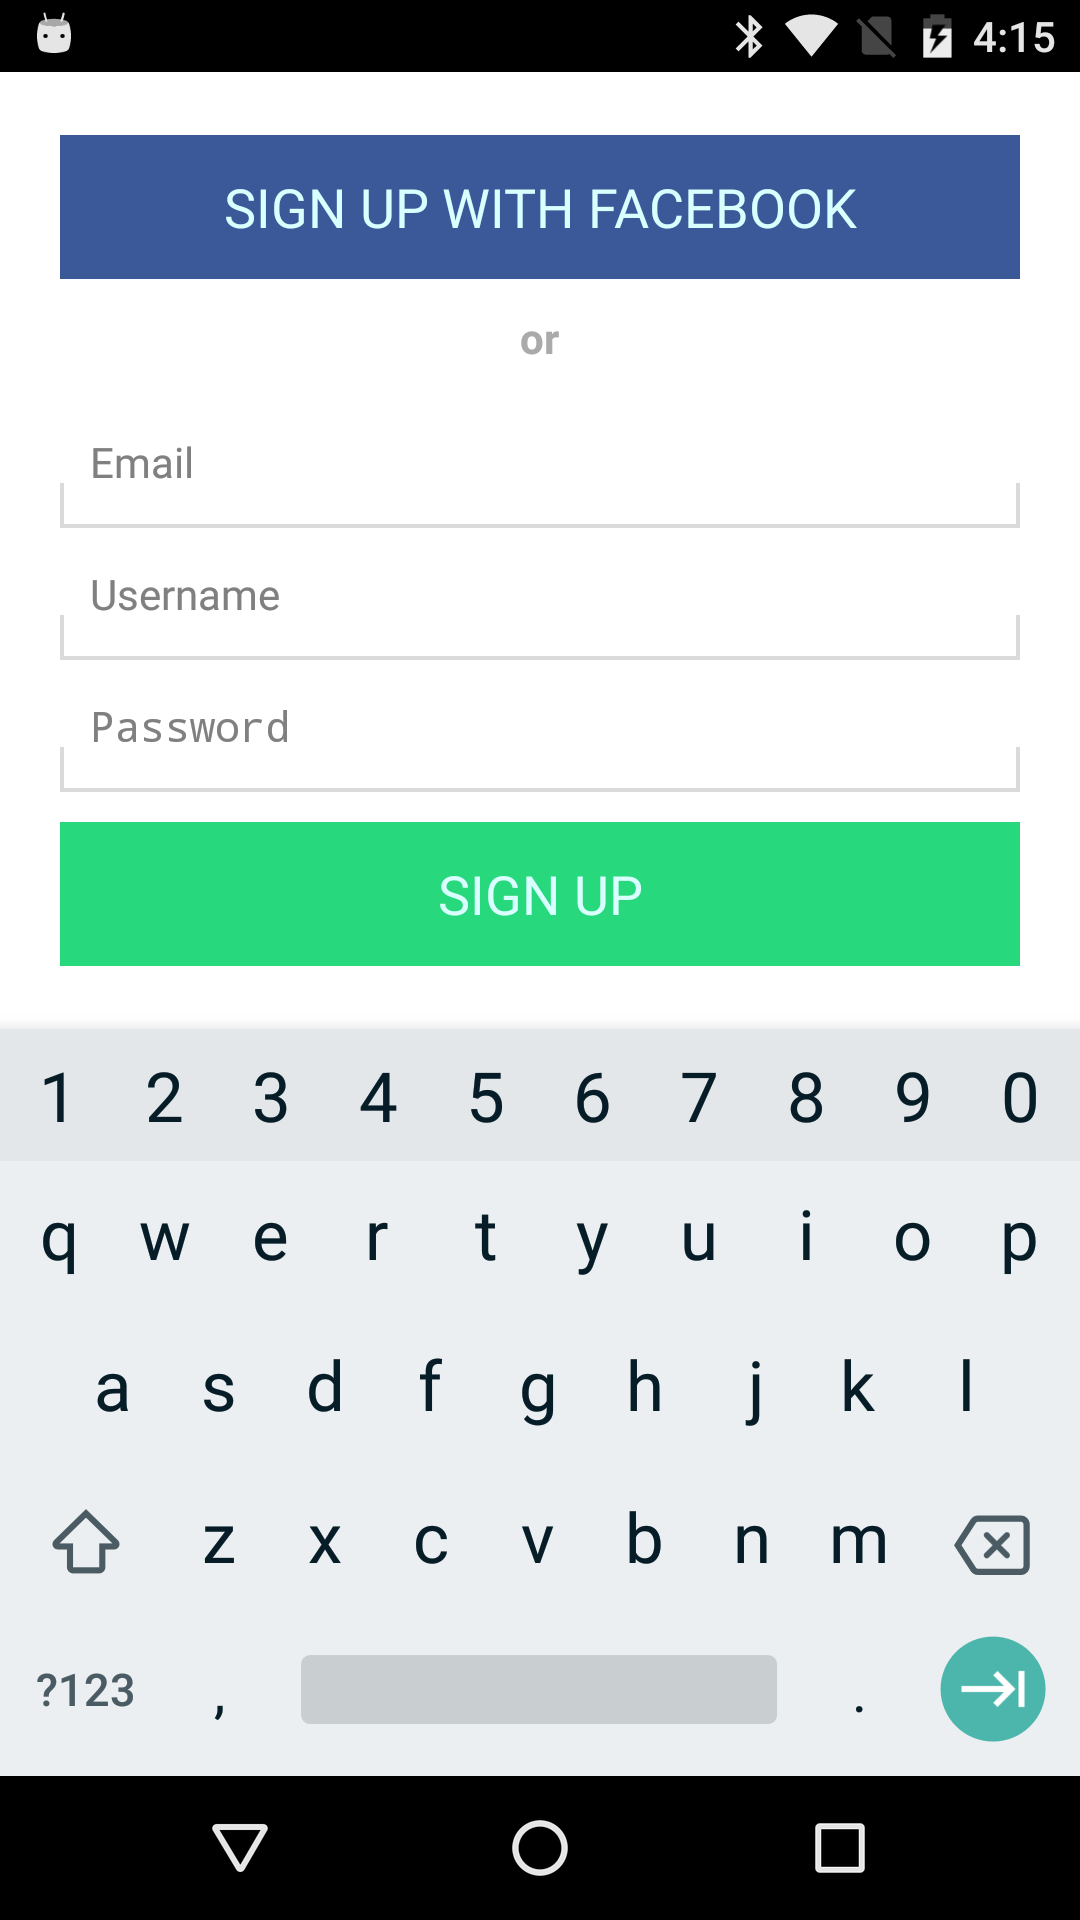 4:15
SIGN UP WITH FACEBOOK
or
Email
Username
Password
SIGN UP
1 2 3 4 5 6 7 8 9 0
q w e r t y u i o p
a s d f g h j k l
z x c v b n m
?123 , .